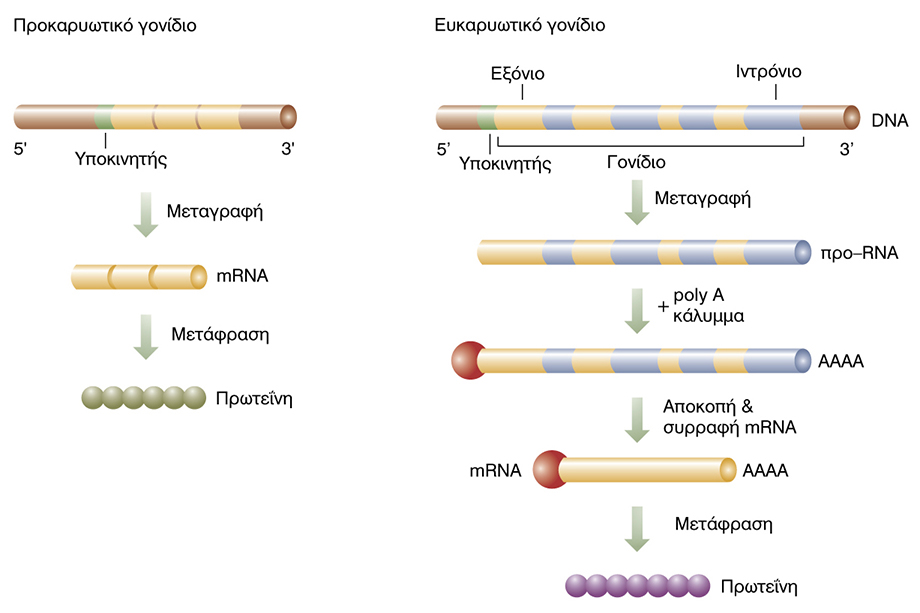 Προκαρυωτικό γονίδιο
5'
3'
Υποκινητής
Μεταγραφή
mRNA
Μετάφραση
Πρωτεΐνη
Ευκαρυωτικό γονίδιο
Εξόνιο
Ιντρόνιο
DNA
5'
3'
Υποκινητής
Γονίδιο
Μεταγραφή
προ–RNA
+ poly A
κάλυμμα
AAAA
Αποκοπή &
συρραφή mRNA
mRNA
AAAA
Μετάφραση
Πρωτεΐνη